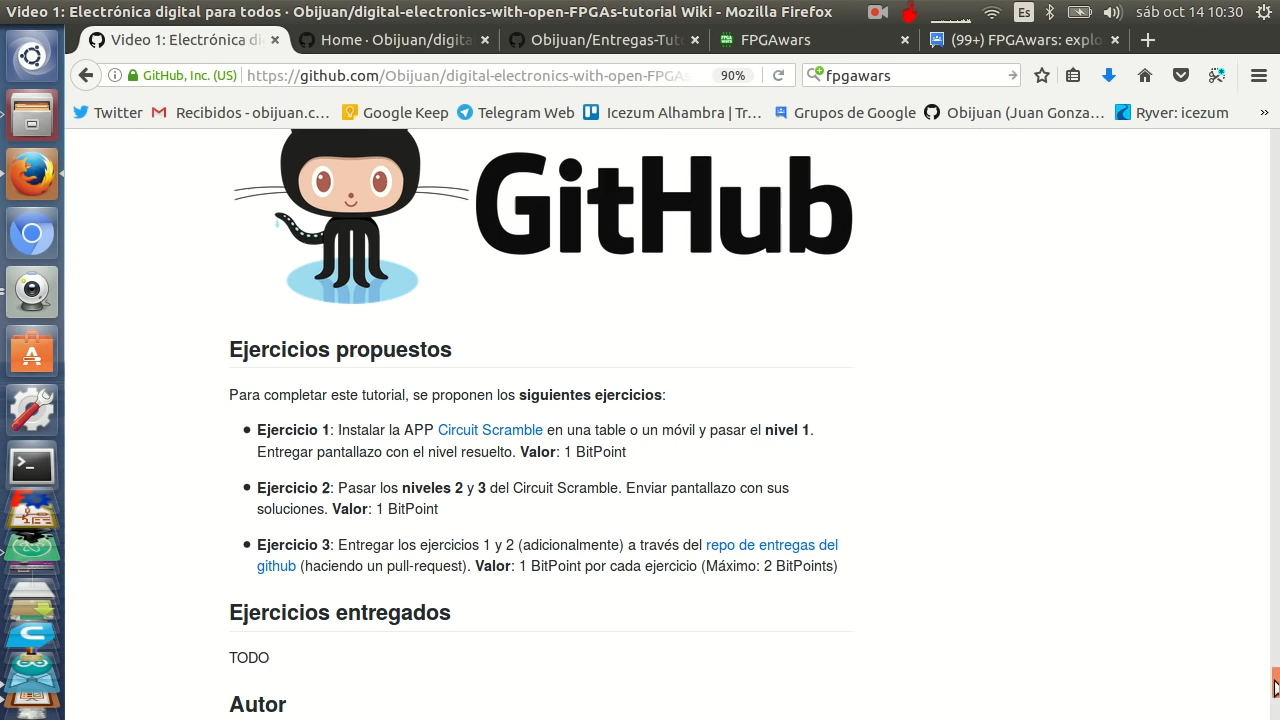 Video 1: Electrónica digital para todos · Obijuan/digital-electronics-with-open-FPGAs-tutorial Wiki - Mozilla Firefox
Es
sáb oct 14 10:30
Video 1: Electrónica di
Home · Obijuan/digita
Obijuan/Entregas-Tut
FPGAwars
(99+) FPGAwars: explo
GitHub, Inc. (US)
https://github.com/Obijuan/digital-electronics-with-open-FPGAs
90%
fpgawars
Twitter
Recibidos - obijuan.c...
Google Keep
Telegram Web
Icezum Alhambra | Tr...
Grupos de Google
Obijuan (Juan Gonza...
Ryver: icezum
GitHub
Ejercicios propuestos
Para completar este tutorial, se proponen los siguientes ejercicios:
Ejercicio 1: Instalar la APP Circuit Scramble en una table o un móvil y pasar el nivel 1.
Entregar pantallazo con el nivel resuelto. Valor: 1 BitPoint
Ejercicio 2: Pasar los niveles 2 y 3 del Circuit Scramble. Enviar pantallazo con sus
soluciones. Valor: 1 BitPoint
Ejercicio 3: Entregar los ejercicios 1 y 2 (adicionalmente) a través del repo de entregas del
github (haciendo un pull-request). Valor: 1 BitPoint por cada ejercicio (Máximo: 2 BitPoints)
Ejercicios entregados
TODO
Autor